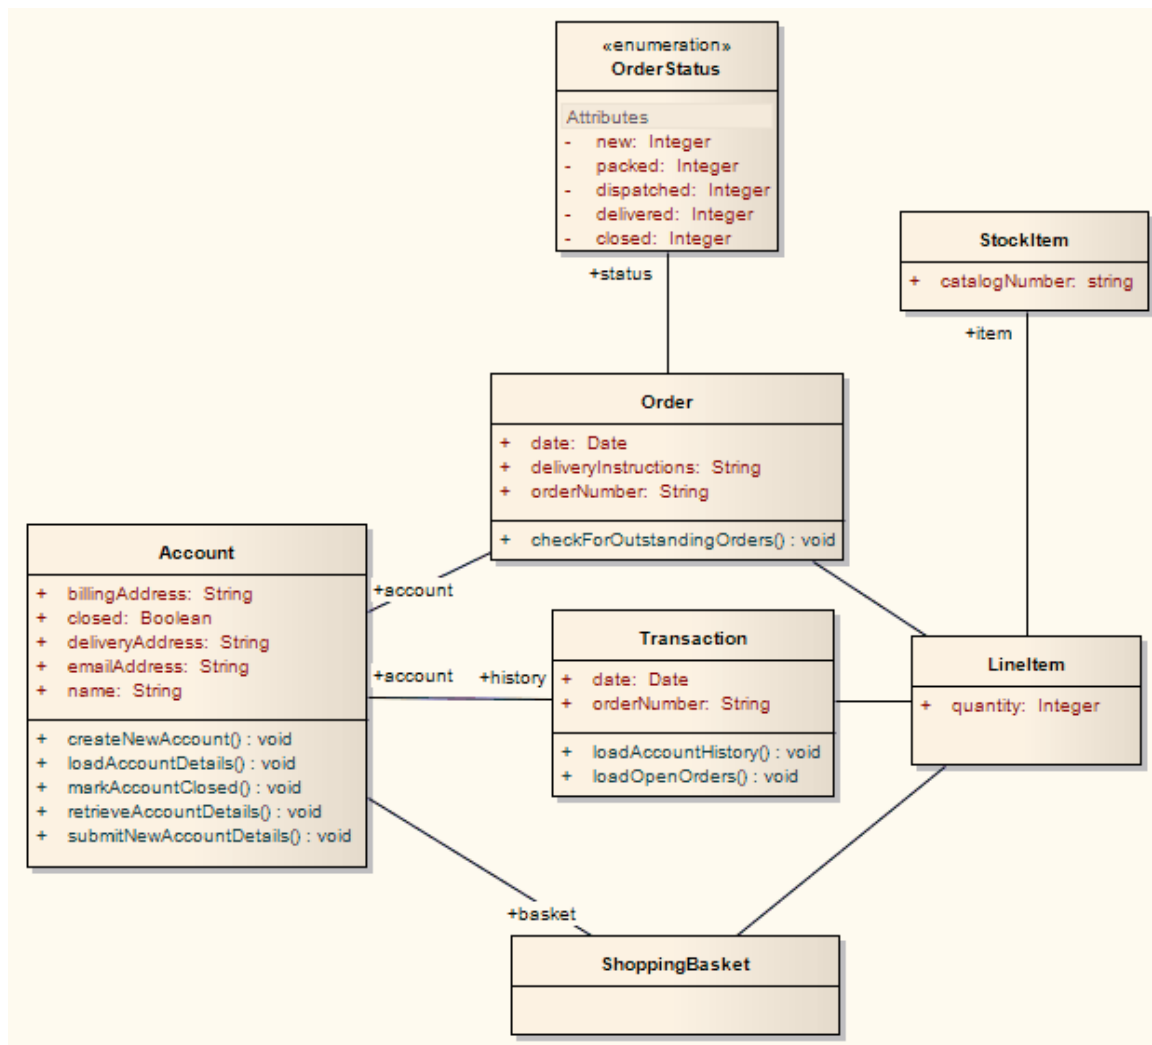 «enumeration»
OrderStatus
Attributes
- new: Integer
- packed: Integer
- dispatched: Integer
- delivered: Integer
- closed: Integer
+status
StockItem
+ catalogNumber: string
+item
Order
+ date: Date
+ deliveryInstructions: String
+ orderNumber: String
+ checkForOutstandingOrders() : void
Account
+ billingAddress: String
+ closed: Boolean
+ deliveryAddress: String
+ emailAddress: String
+ name: String
+ createNewAccount() : void
+ loadAccountDetails() : void
+ markAccountClosed() : void
+ retrieveAccountDetails() : void
+ submitNewAccountDetails() : void
+account
+account
+history
Transaction
+ date: Date
+ orderNumber: String
+ loadAccountHistory() : void
+ loadOpenOrders() : void
LineItem
+ quantity: Integer
+basket
ShoppingBasket